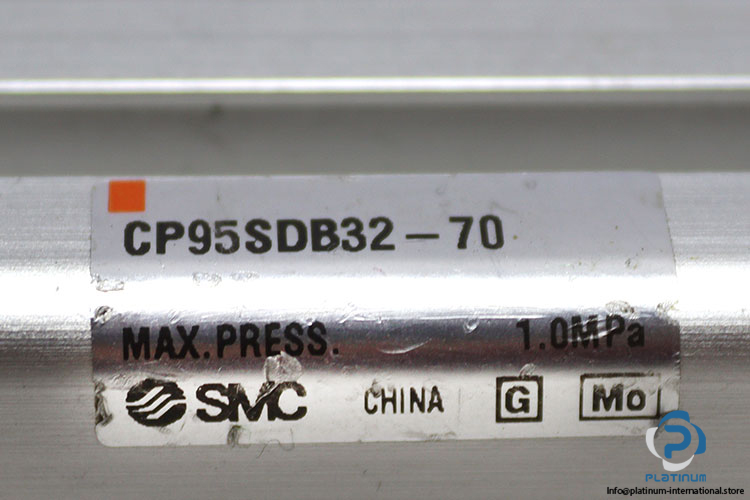 CP95SDB32-70
MAX.PRESS. 1.0MPa
SMC CHINA G Mo
PLATINUM
Info@platinum-international.store